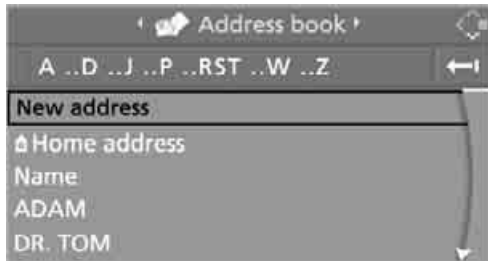 Address book
A ..D ..J ..P ..RST ..W ..Z
New address
Home address
Name
ADAM
DR. TOM